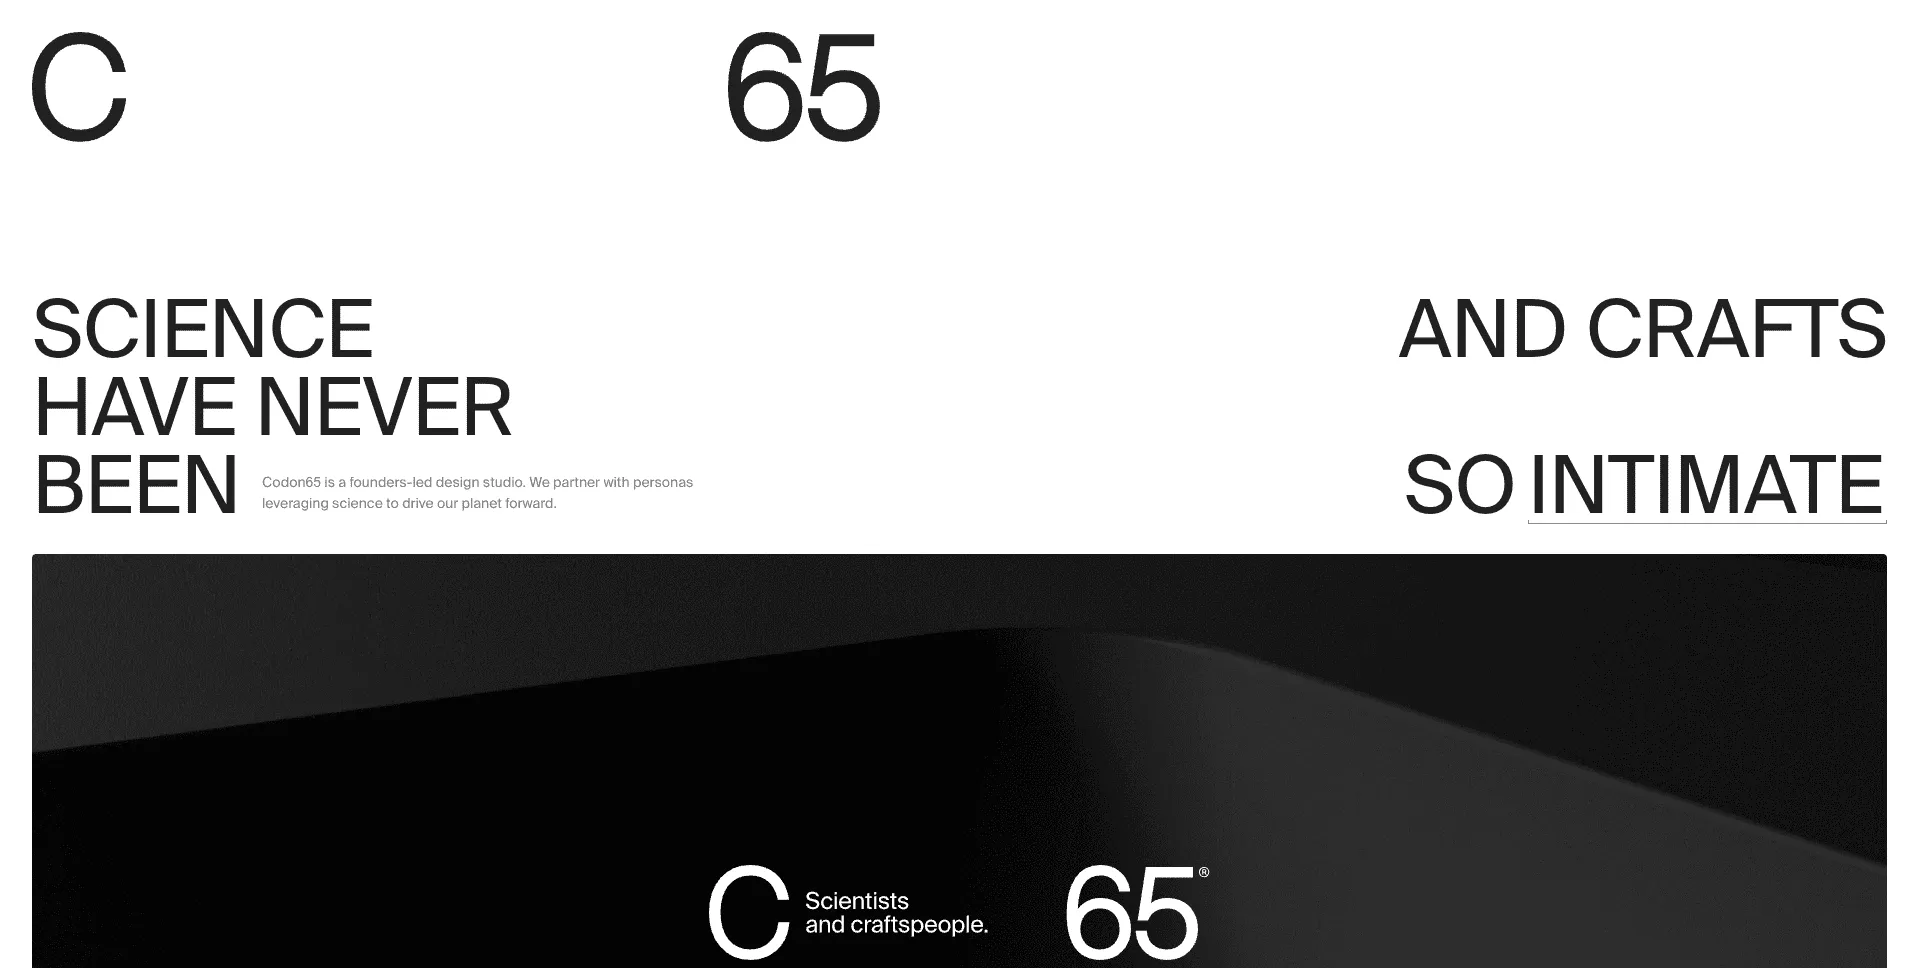 C 65
SCIENCE AND CRAFTS
HAVE NEVER
BEEN SO INTIMATE
Codon65 is a founders-led design studio. We partner with personas
leveraging science to drive our planet forward.
C 65®
Scientists
and craftspeople.